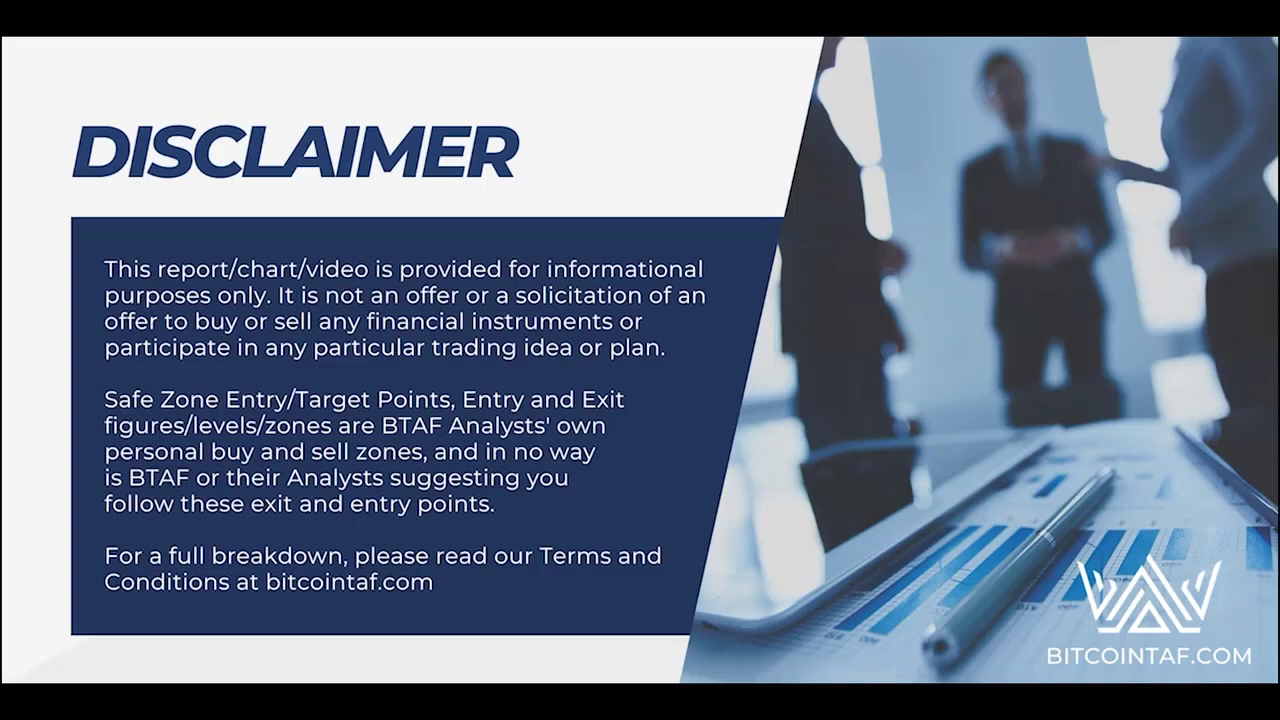 DISCLAIMER
This report/chart/video is provided for informational
purposes only. It is not an offer or a solicitation of an
offer to buy or sell any financial instruments or
participate in any particular trading idea or plan.
Safe Zone Entry/Target Points, Entry and Exit
figures/levels/zones are BTAF Analysts' own
personal buy and sell zones, and in no way
is BTAF or their Analysts suggesting you
follow these exit and entry points.
For a full breakdown, please read our Terms and
Conditions at bitcointaf.com
BITCOINTAF.COM